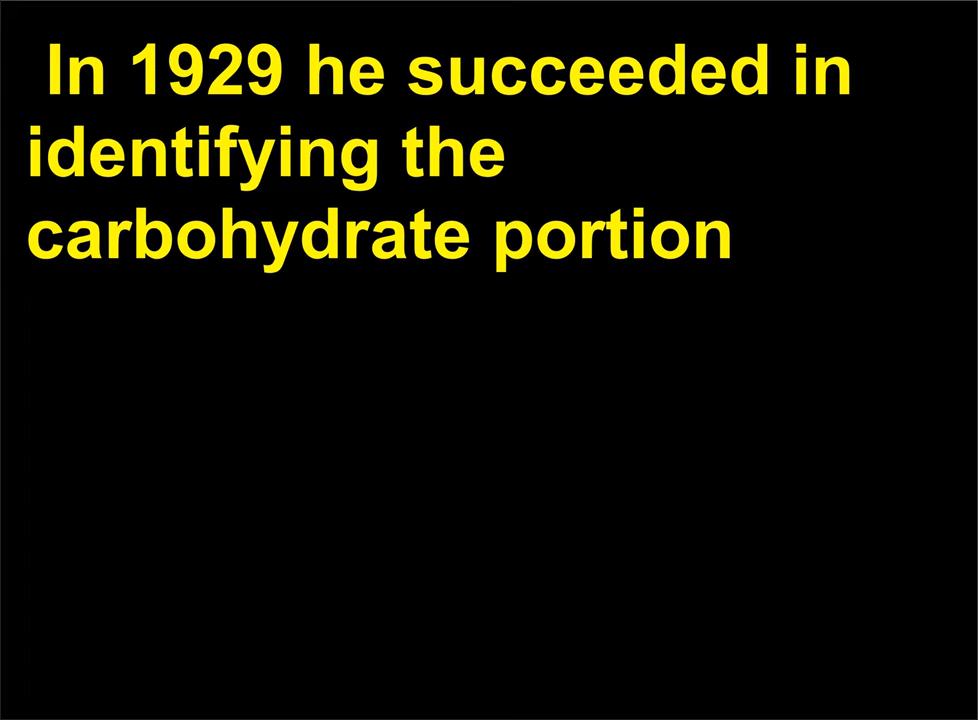 In 1929 he succeeded in
identifying the
carbohydrate portion